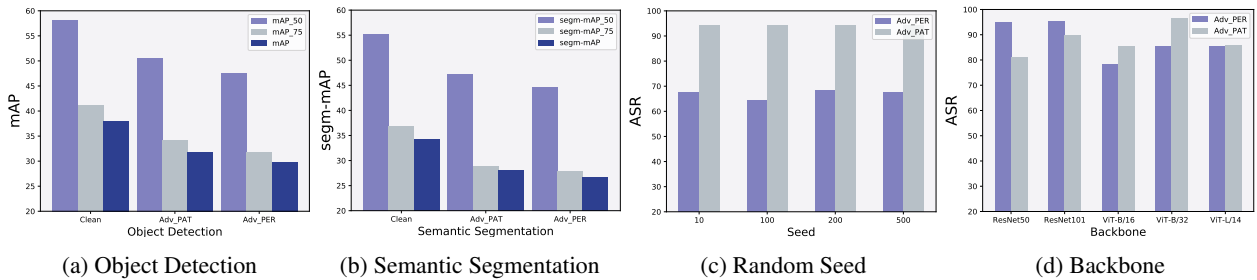 60
55
50
45
40
35
30
25
20
mAP
mAP_50
mAP_75
mAP
Clean
Adv_PAT
Adv_PER
Object Detection
(a) Object Detection
60
55
50
45
40
35
30
25
20
segm-mAP
segm-mAP_50
segm-mAP_75
segm-mAP
Clean
Adv_PAT
Adv_PER
Semantic Segmentation
(b) Semantic Segmentation
100
90
80
70
60
50
40
30
20
ASR
Adv_PER
Adv_PAT
10
100
200
500
Seed
(c) Random Seed
100
90
80
70
60
50
40
30
20
ASR
Adv_PER
Adv_PAT
ResNet50
ResNet101
ViT-B/16
ViT-B/32
ViT-L/14
Backbone
(d) Backbone